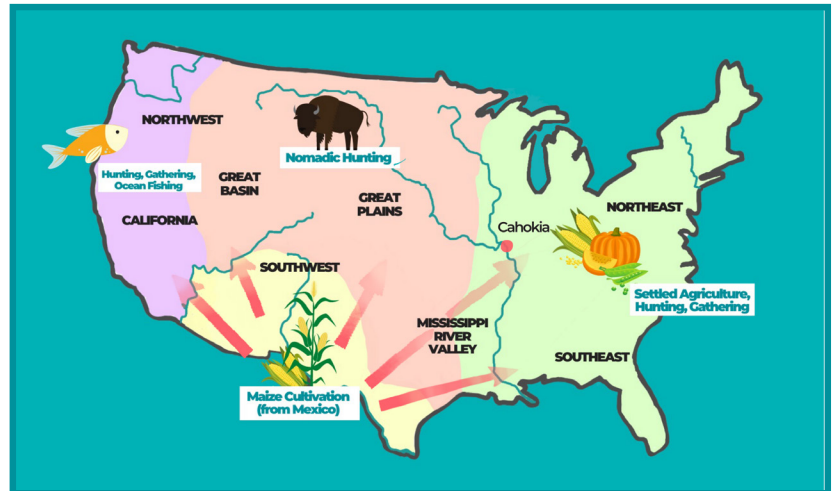 NORTHWEST
Nomadic Hunting
Hunting, Gathering,
Ocean Fishing
GREAT
BASIN
GREAT
PLAINS
CALIFORNIA
NORTHEAST
Cahokia
SOUTHWEST
Settled Agriculture,
Hunting, Gathering
MISSISSIPPI
RIVER
VALLEY
SOUTHEAST
Maize Cultivation
(from Mexico)